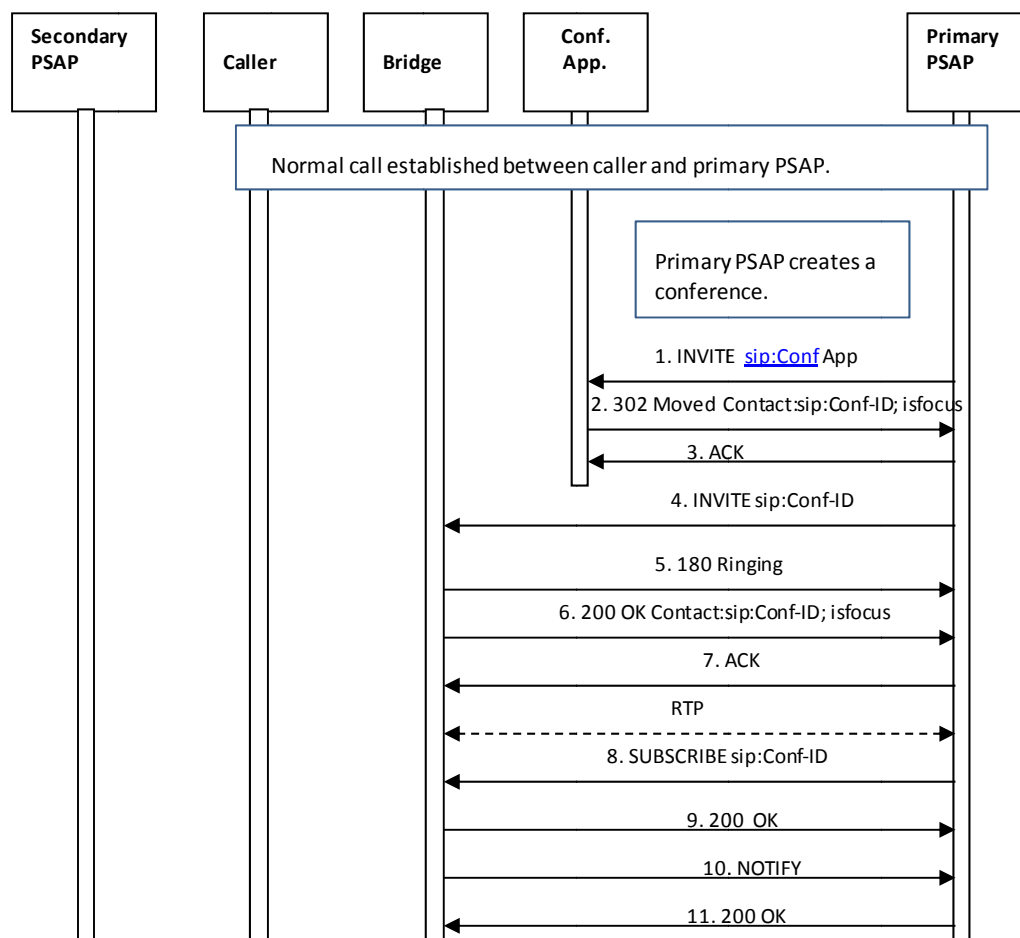 Secondary
PSAP
Caller
Bridge
Conf.
App.
Primary
PSAP
Normal call established between caller and primary PSAP.
Primary PSAP creates a
conference.
1. INVITE sip:Conf App
2. 302 Moved Contact:sip:Conf-ID; isfocus
3. ACK
4. INVITE sip:Conf-ID
5. 180 Ringing
6. 200 OK Contact:sip:Conf-ID; isfocus
7. ACK
RTP
8. SUBSCRIBE sip:Conf-ID
9. 200 OK
10. NOTIFY
11. 200 OK